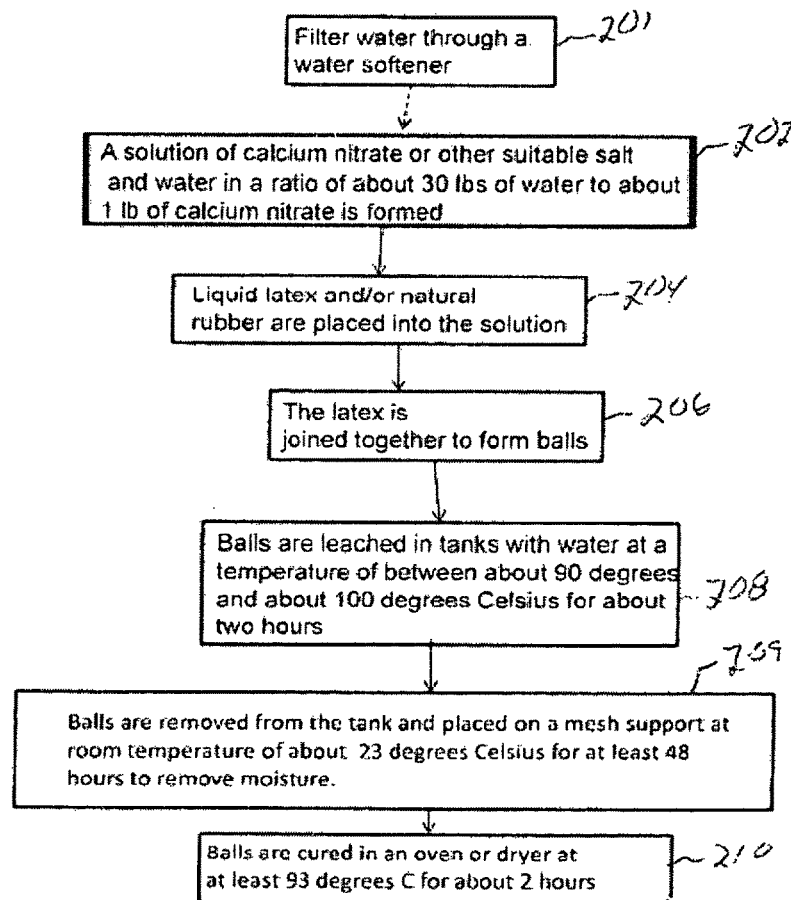 Filter water through a
water softener
201
A solution of calcium nitrate or other suitable salt
and water in a ratio of about 30 lbs of water to about
1 lb of calcium nitrate is formed
202
Liquid latex and/or natural
rubber are placed into the solution
204
The latex is
joined together to form balls
206
Balls are leached in tanks with water at a
temperature of between about 90 degrees
and about 100 degrees Celsius for about
two hours
208
209
Balls are removed from the tank and placed on a mesh support at
room temperature of about 23 degrees Celsius for at least 48
hours to remove moisture.
Balls are cured in an oven or dryer at
at least 93 degrees C for about 2 hours
210